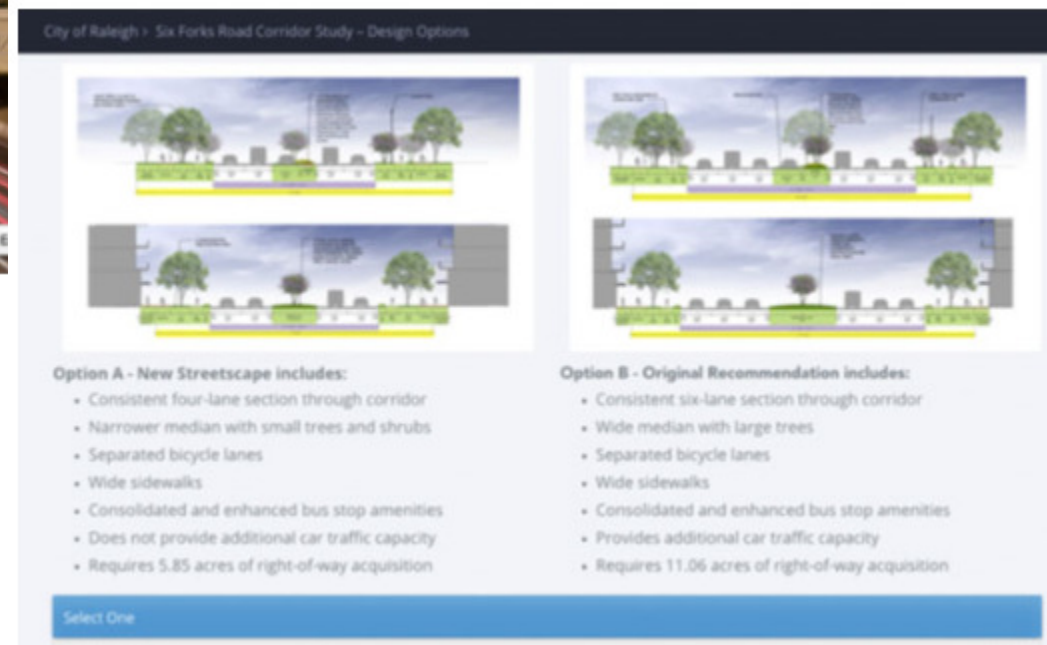 City of Raleigh › Six Forks Road Corridor Study – Design Options
Option A - New Streetscape includes:
• Consistent four-lane section through corridor
• Narrower median with small trees and shrubs
• Separated bicycle lanes
• Wide sidewalks
• Consolidated and enhanced bus stop amenities
• Does not provide additional car traffic capacity
• Requires 5.85 acres of right-of-way acquisition
Option B - Original Recommendation includes:
• Consistent six-lane section through corridor
• Wide median with large trees
• Separated bicycle lanes
• Wide sidewalks
• Consolidated and enhanced bus stop amenities
• Provides additional car traffic capacity
• Requires 11.06 acres of right-of-way acquisition
Select One